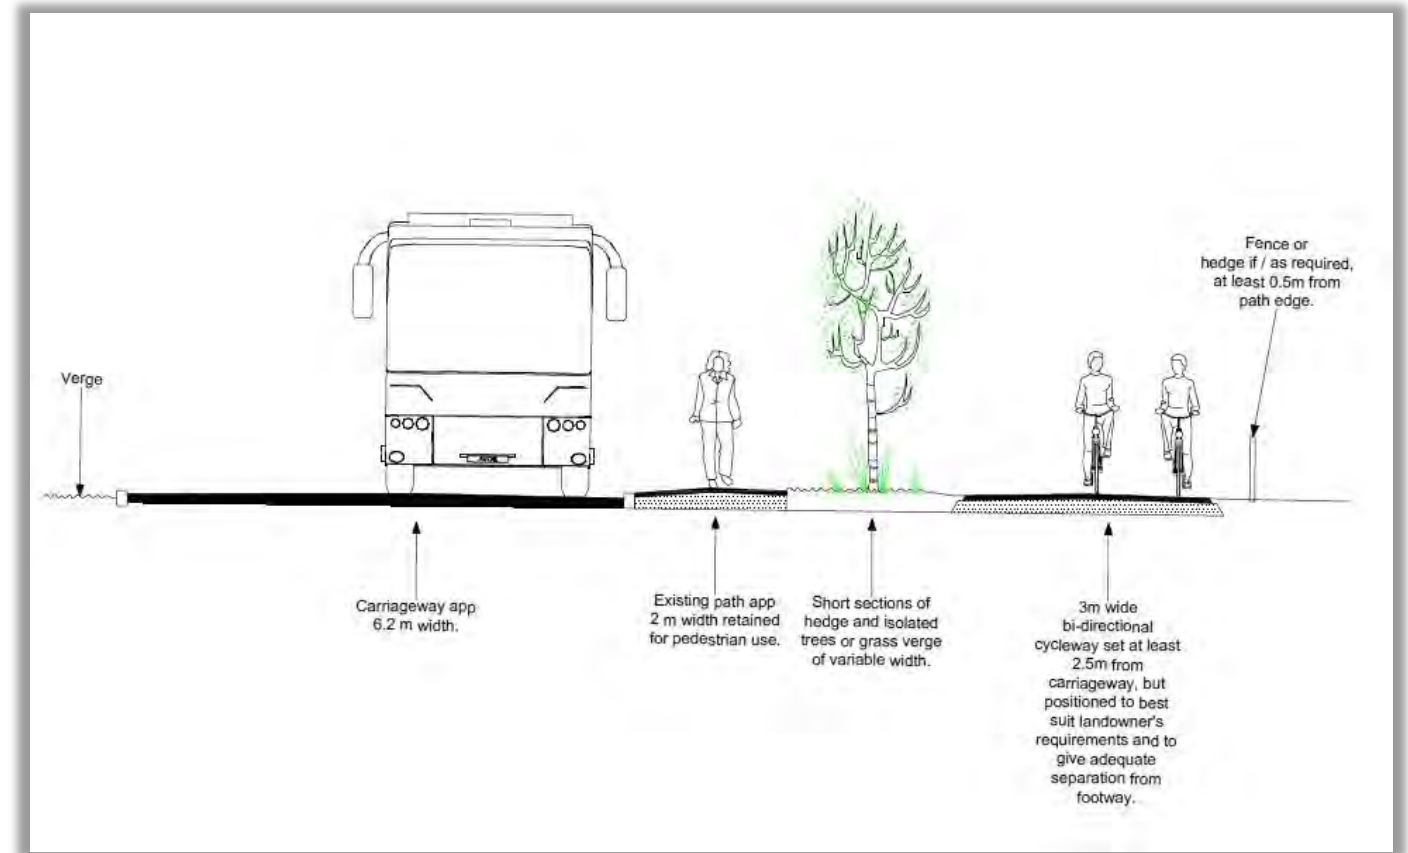 Verge
Fence or
hedge if / as required,
at least 0.5m from
path edge.
Carriageway app
6.2 m width.
Existing path app
2 m width retained
for pedestrian use.
Short sections of
hedge and isolated
trees or grass verge
of variable width.
3m wide
bi-directional
cycleway set at least
2.5m from
carriageway, but
positioned to best
suit landowner's
requirements and to
give adequate
separation from
footway.